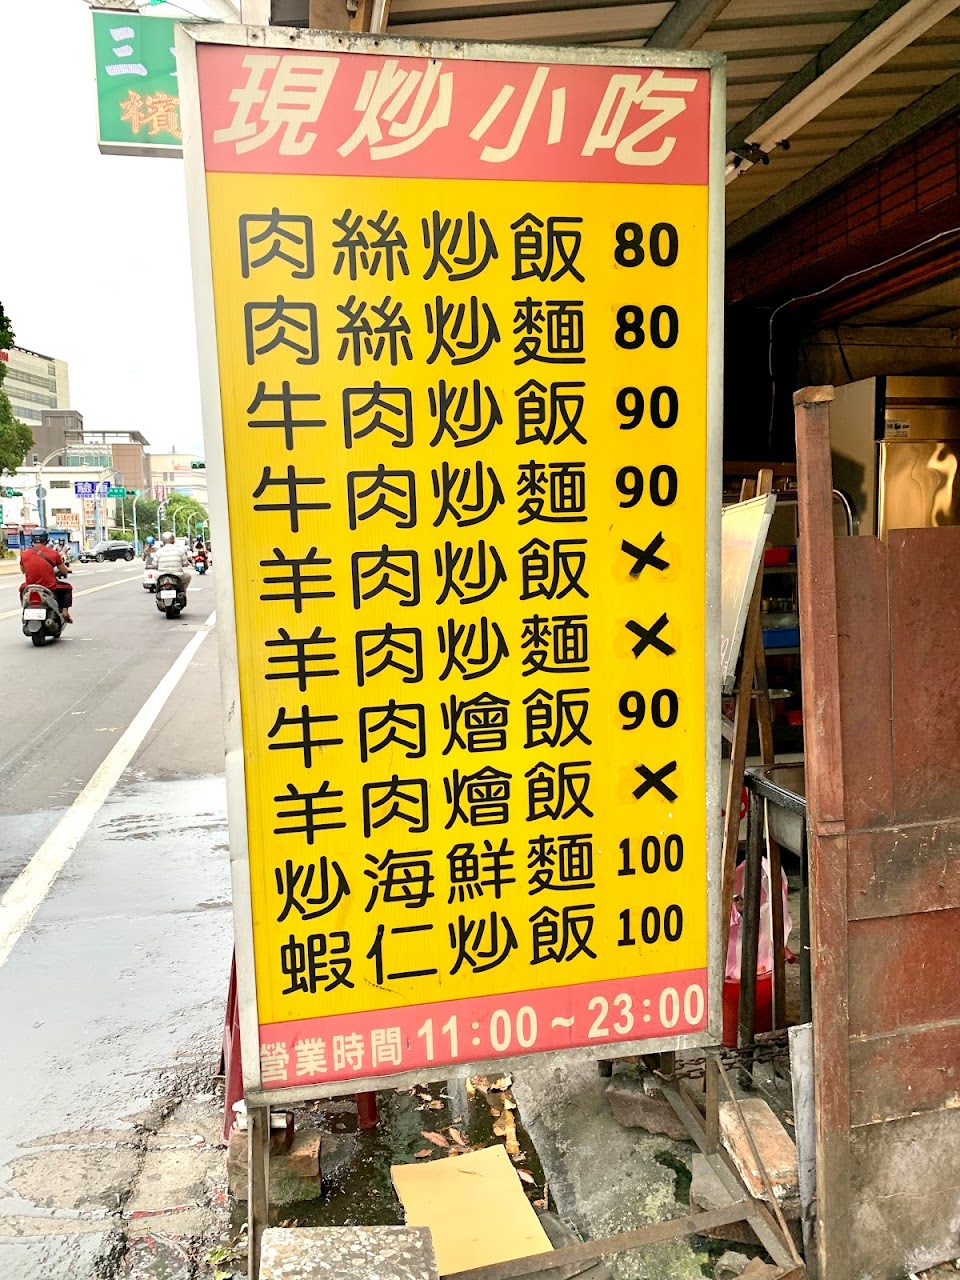 三
檳
現炒小吃
肉絲炒飯 80
肉絲炒麵 80
牛肉炒飯 90
牛肉炒麵 90
羊肉炒飯 ×
羊肉炒麵 ×
牛肉燴飯 90
羊肉燴飯 ×
炒海鮮麵 100
蝦仁炒飯 100
營業時間 11:00~23:00